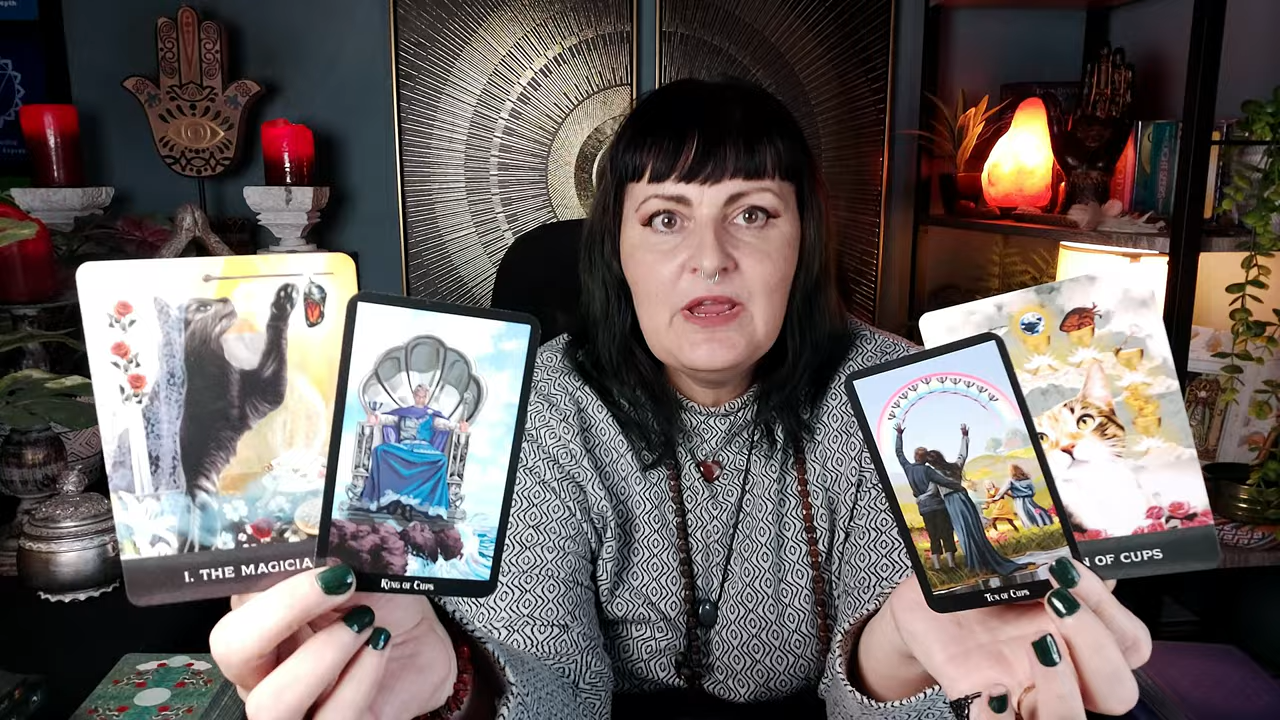 I. THE MAGICIA
KING OF CUPS
TEN OF CUPS
N OF CUPS